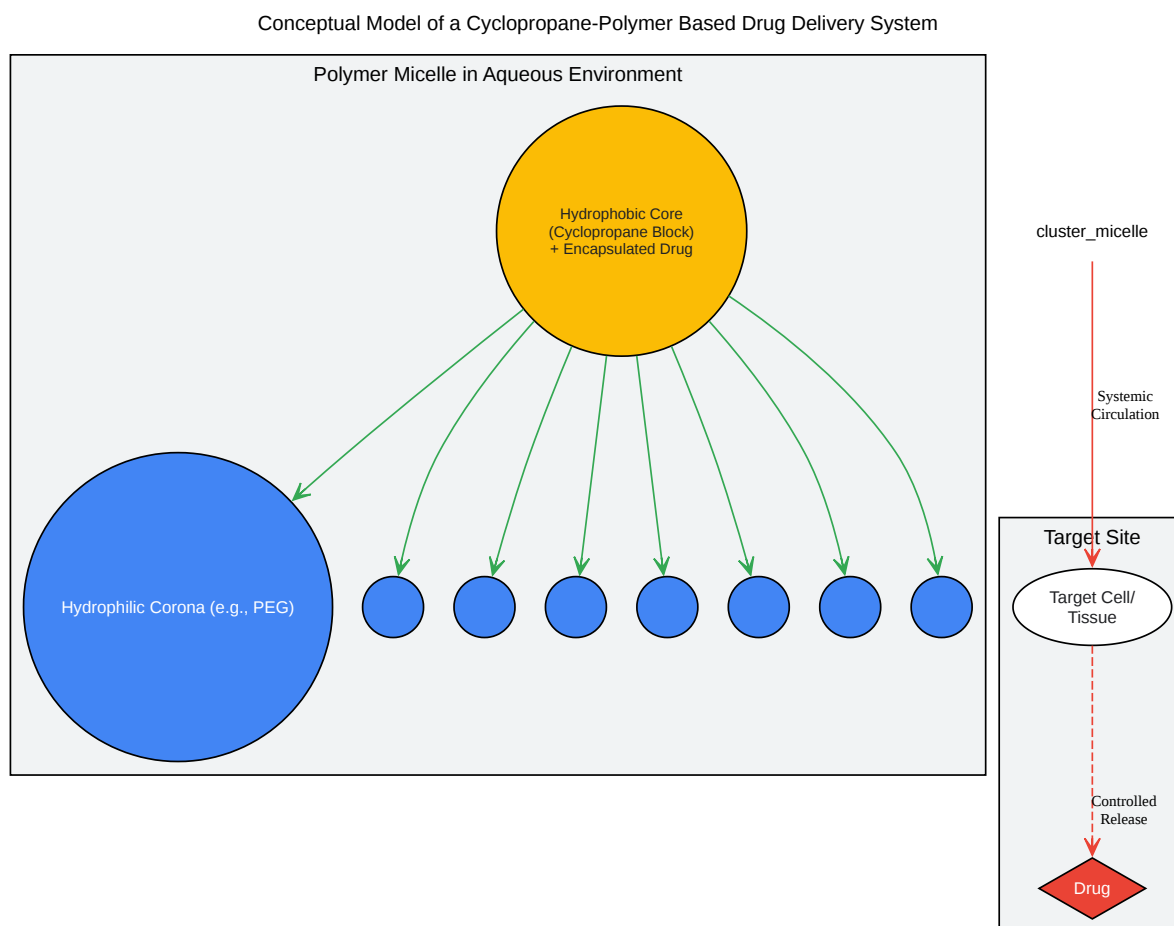 Conceptual Model of a Cyclopropane-Polymer Based Drug Delivery System
Polymer Micelle in Aqueous Environment
Hydrophobic Core
(Cyclopropane Block)
+ Encapsulated Drug
cluster_micelle
Systemic
Circulation
Hydrophilic Corona (e.g., PEG)
Target Site
Target Cell/
Tissue
Controlled
Release
Drug